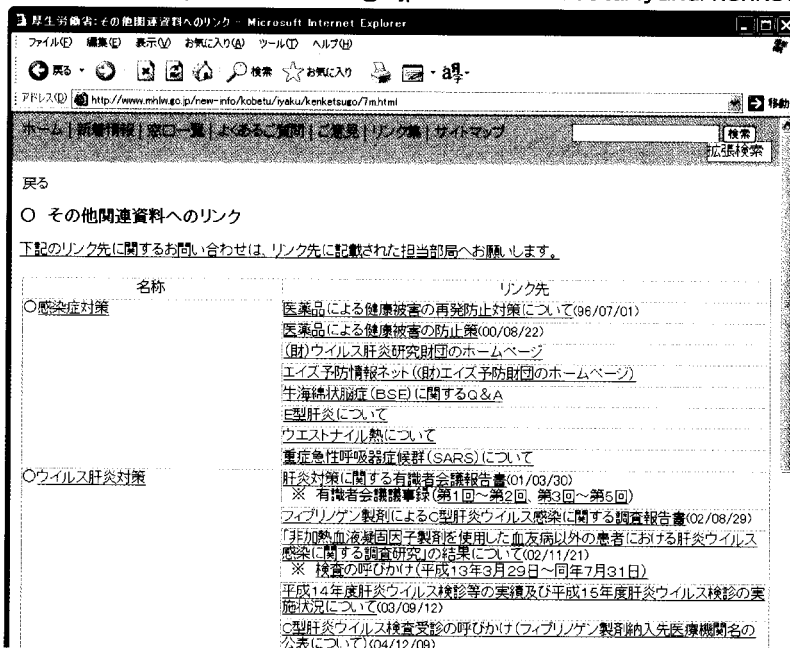 厚生労働省:その他関連資料へのリンク - Microsoft Internet Explorer
ファイル(F) 編集(E) 表示(V) お気に入り(A) ツール(T) ヘルプ(H)
戻る 検索 お気に入り
アドレス(D) http://www.mhlw.go.jp/new-info/kobetu/iyaku/kenketsugo/7m.html 移動
ホーム | 新着情報 | 窓口一覧 | よくあるご質問 | ご意見 | リンク集 | サイトマップ 検索
拡張検索
戻る
○ その他関連資料へのリンク
下記のリンク先に関するお問い合わせは、リンク先に記載された担当部局へお願いします。
名称 リンク先
○感染症対策 医薬品による健康被害の再発防止対策について(96/07/01)
医薬品による健康被害の防止策(00/08/22)
(財)ウイルス肝炎研究財団のホームページ
エイズ予防情報ネット((財)エイズ予防財団のホームページ)
牛海綿状脳症(BSE)に関するQ&A
E型肝炎について
ウエストナイル熱について
重症急性呼吸器症候群(SARS)について
○ウイルス肝炎対策 肝炎対策に関する有識者会議報告書(01/03/30)
※ 有識者会議議事録(第1回～第2回、第3回～第5回)
フィブリノゲン製剤によるC型肝炎ウイルス感染に関する調査報告書(02/08/29)
「非加熱血液凝固因子製剤を使用した血友病以外の患者における肝炎ウイルス
感染に関する調査研究」の結果について(02/11/21)
※ 検査の呼びかけ(平成13年3月29日～同年7月31日)
平成14年度肝炎ウイルス検診等の実績及び平成15年度肝炎ウイルス検診の実
施状況について(03/09/12)
C型肝炎ウイルス検査受診の呼びかけ(フィブリノゲン製剤納入先医療機関名の
公表について)(04/12/09)